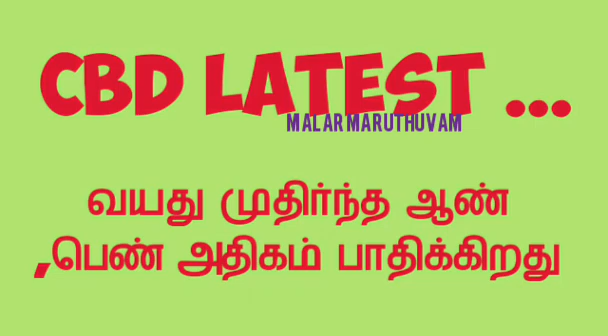 CBD LATEST ...
MALAR MARUTHUVAM
வயது முதிர்ந்த ஆண்
,பெண் அதிகம் பாதிக்கிறது